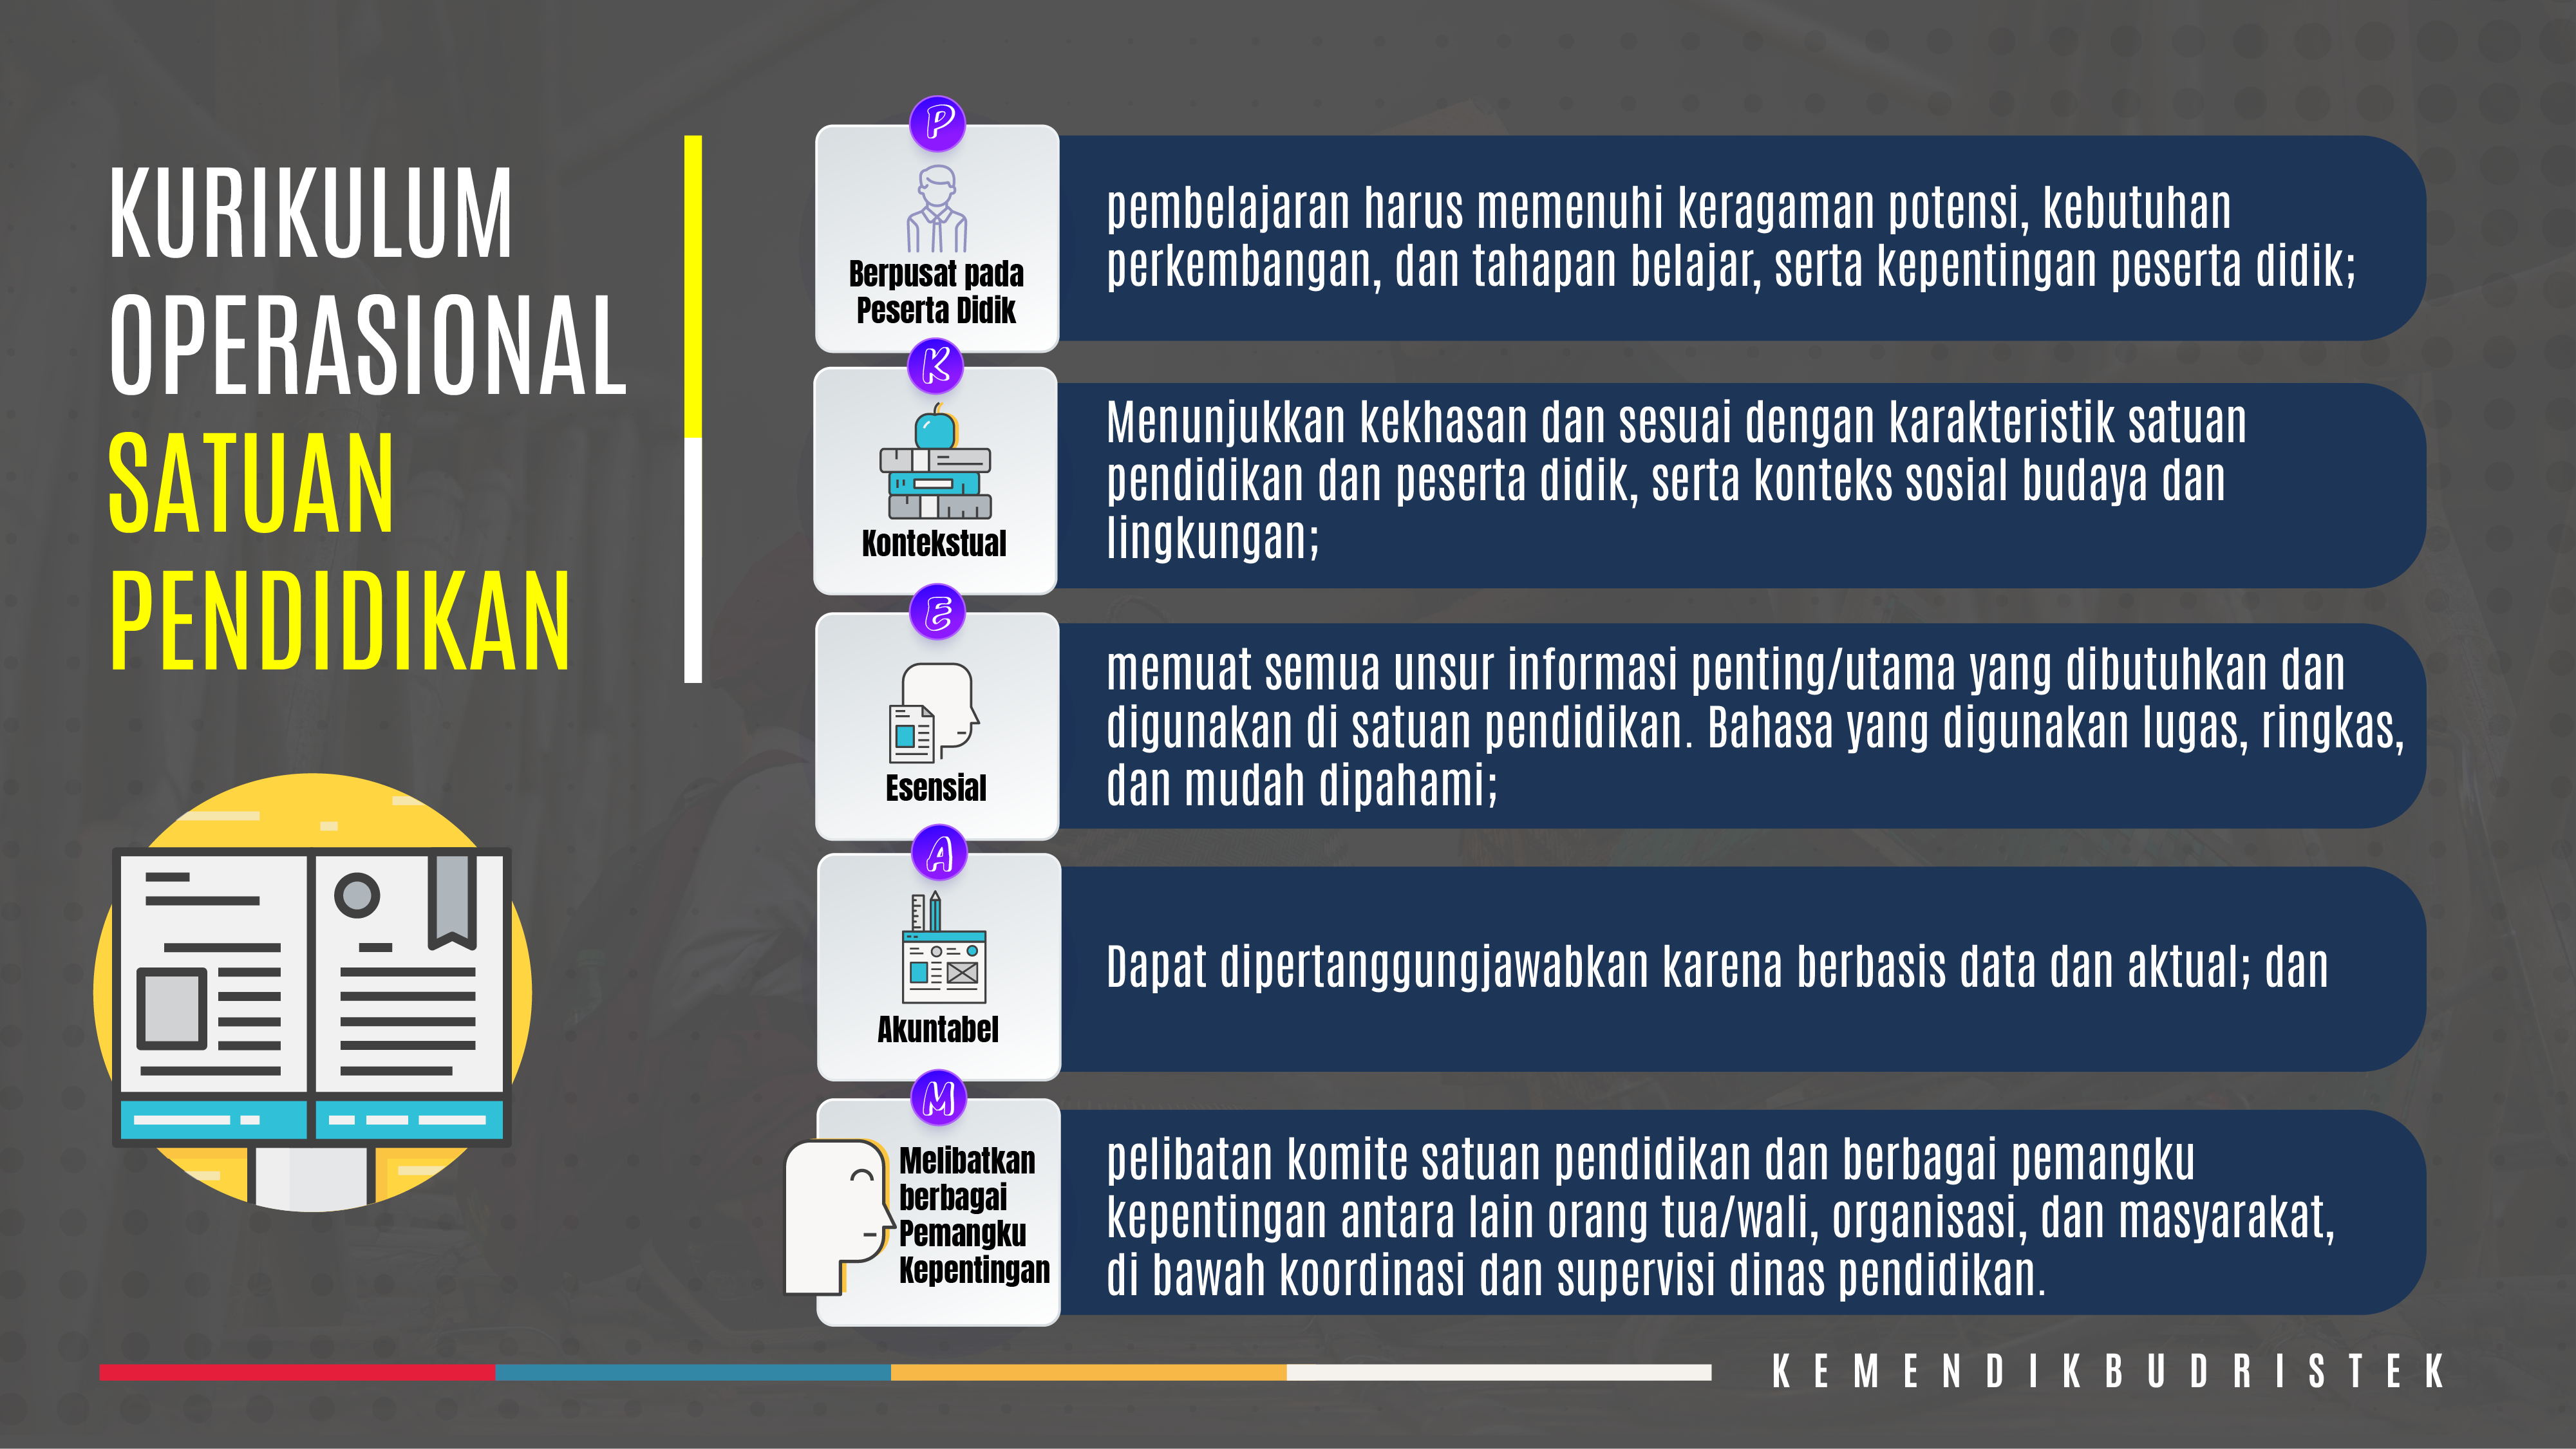 KURIKULUM
OPERASIONAL
SATUAN
PENDIDIKAN
P
Berpusat pada
Peserta Didik
pembelajaran harus memenuhi keragaman potensi, kebutuhan
perkembangan, dan tahapan belajar, serta kepentingan peserta didik;
K
Kontekstual
Menunjukkan kekhasan dan sesuai dengan karakteristik satuan
pendidikan dan peserta didik, serta konteks sosial budaya dan
lingkungan;
E
Esensial
memuat semua unsur informasi penting/utama yang dibutuhkan dan
digunakan di satuan pendidikan. Bahasa yang digunakan lugas, ringkas,
dan mudah dipahami;
A
Akuntabel
Dapat dipertanggungjawabkan karena berbasis data dan aktual; dan
M
Melibatkan
berbagai
Pemangku
Kepentingan
pelibatan komite satuan pendidikan dan berbagai pemangku
kepentingan antara lain orang tua/wali, organisasi, dan masyarakat,
di bawah koordinasi dan supervisi dinas pendidikan.
KEMENDIKBUDRISTEK